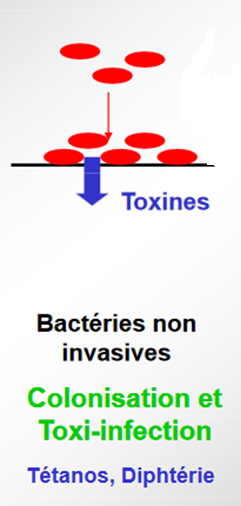 Toxines
Bactéries non
invasives
Colonisation et
Toxi-infection
Tétanos, Diphtérie